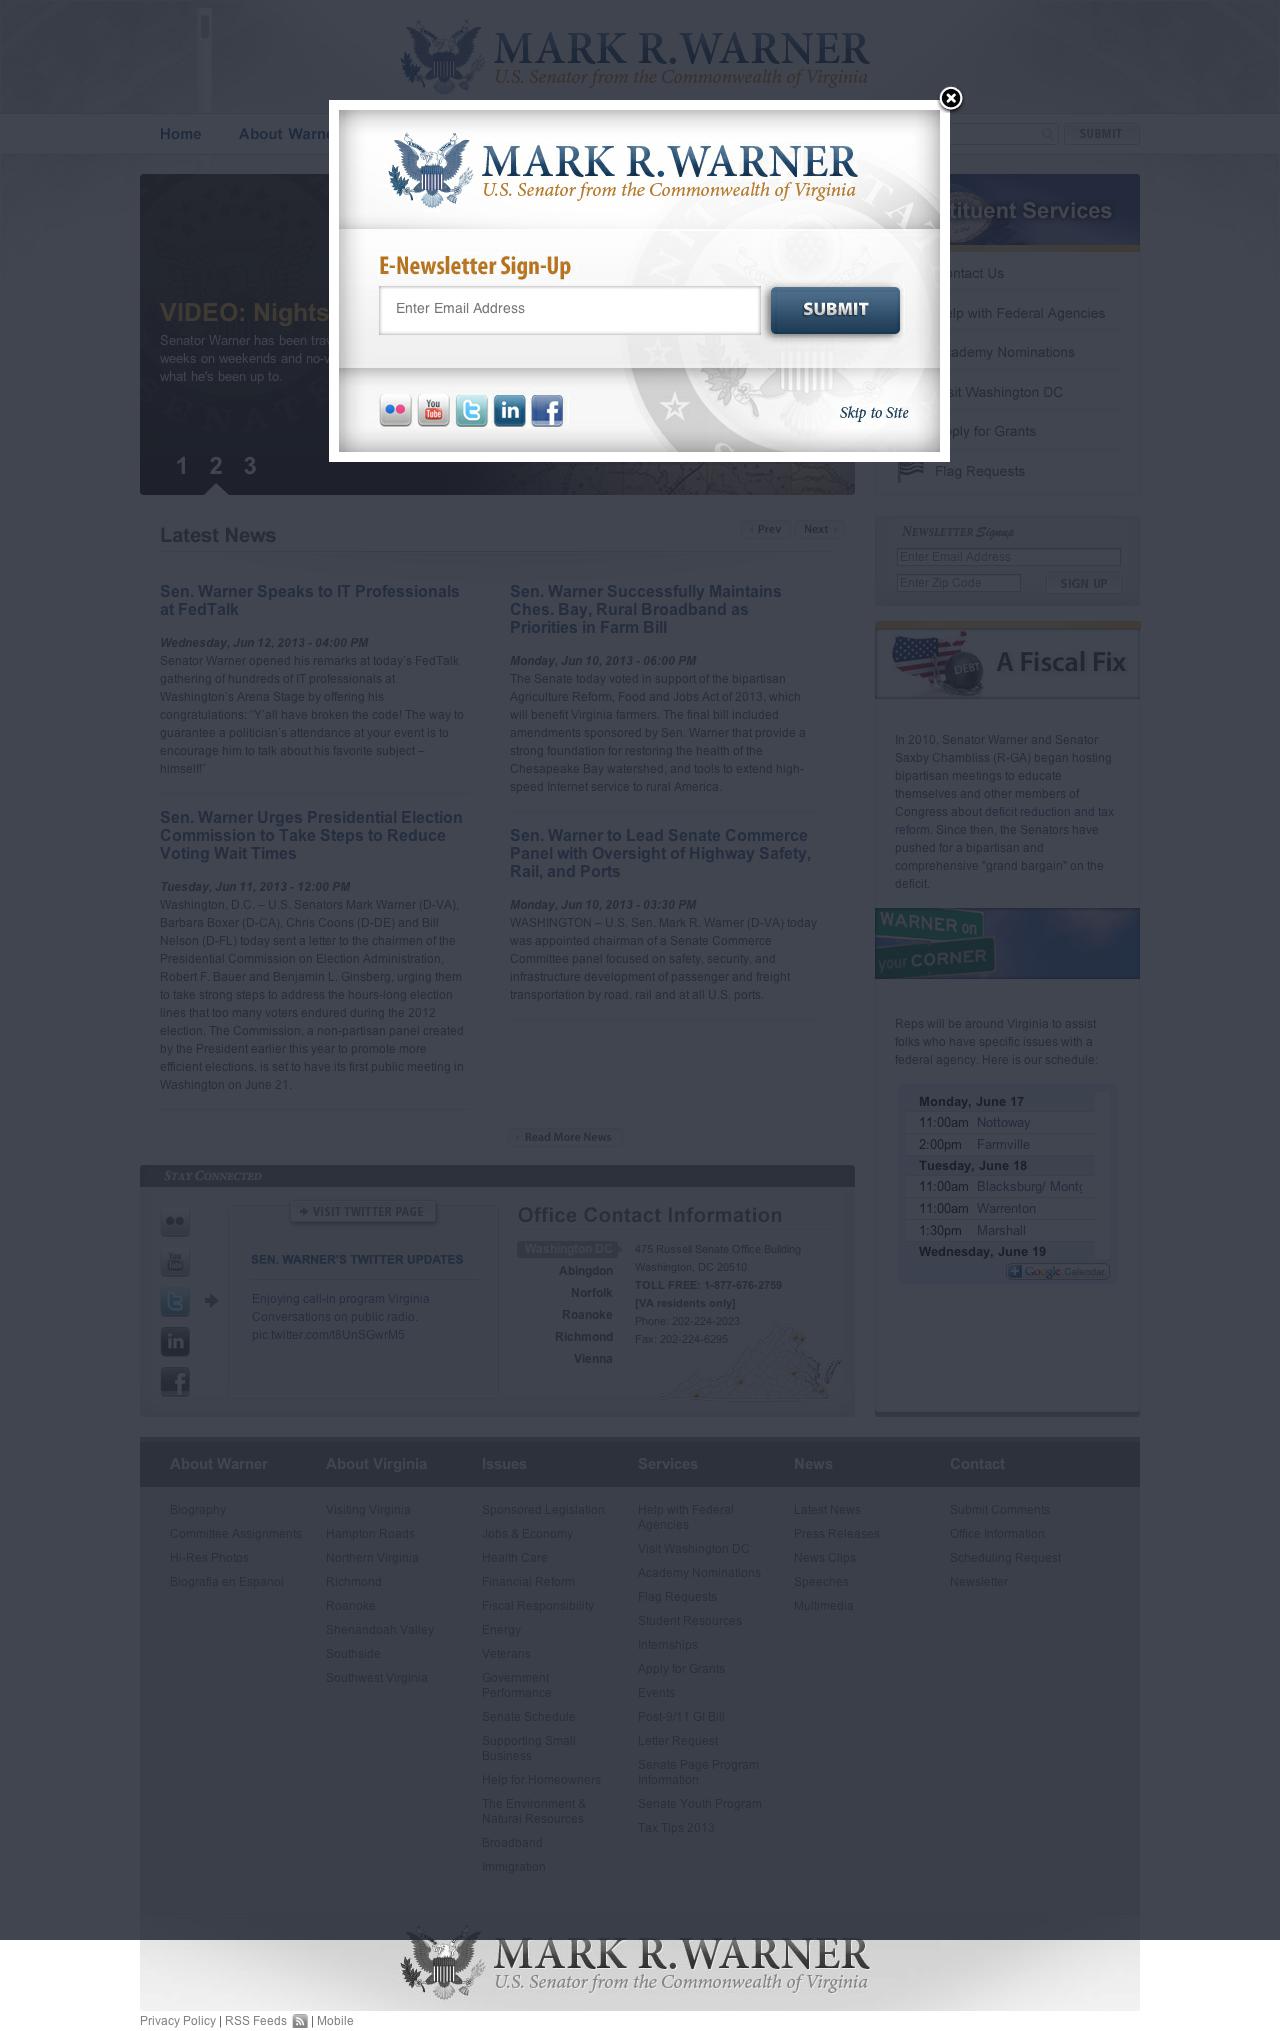 MARK R. WARNER
U.S. Senator from the Commonwealth of Virginia
Home
About Warne
SUBMIT
MARK R. WARNER
U.S. Senator from the Commonwealth of Virginia
E-Newsletter Sign-Up
Enter Email Address
SUBMIT
Skip to Site
VIDEO: Nights
Senator Warner has been
weeks on weekends and
what he's been up to.
1 2 3
tituent Services
ntact Us
elp with Federal Agencies
ademy Nominations
sit Washington DC
ply for Grants
Flag Requests
Latest News
Prev
Next
Sen. Warner Speaks to IT Professionals
at FedTalk
Wednesday, Jun 12, 2013 - 04:00 PM
Senator Warner opened his remarks at today's FedTalk
gathering of hundreds of IT professionals at
Washington's Arena Stage by offering his
congratulations: "Y'all have broken the code! The way to
guarantee a politician's attendance at your event is to
encourage him to talk about his favorite subject –
himself!"
Sen. Warner Urges Presidential Election
Commission to Take Steps to Reduce
Voting Wait Times
Tuesday, Jun 11, 2013 - 12:00 PM
Washington, D.C. – U.S. Senators Mark Warner (D-VA),
Barbara Boxer (D-CA), Chris Coons (D-DE) and Bill
Nelson (D-FL) today sent a letter to the chairmen of the
Presidential Commission on Election Administration,
Robert F. Bauer and Benjamin L. Ginsberg, urging them
to take strong steps to address the hours-long election
lines that too many voters endured during the 2012
election. The Commission, a non-partisan panel created
by the President earlier this year to promote more
efficient elections, is set to have its first public meeting in
Washington on June 21.
Sen. Warner Successfully Maintains
Ches. Bay, Rural Broadband as
Priorities in Farm Bill
Monday, Jun 10, 2013 - 06:00 PM
The Senate today voted in support of the bipartisan
Agriculture Reform, Food and Jobs Act of 2013, which
will benefit Virginia farmers. The final bill included
amendments sponsored by Sen. Warner that provide a
strong foundation for restoring the health of the
Chesapeake Bay watershed, and tools to extend high-
speed Internet service to rural America.
Sen. Warner to Lead Senate Commerce
Panel with Oversight of Highway Safety,
Rail, and Ports
Monday, Jun 10, 2013 - 03:30 PM
WASHINGTON – U.S. Sen. Mark R. Warner (D-VA) today
was appointed chairman of a Senate Commerce
Committee panel focused on safety, security, and
infrastructure development of passenger and freight
transportation by road, rail and at all U.S. ports.
Read More News
NEWSLETTER Signup
Enter Email Address
Enter Zip Code
SIGN UP
DEBT
A Fiscal Fix
In 2010, Senator Warner and Senator
Saxby Chambliss (R-GA) began hosting
bipartisan meetings to educate
themselves and other members of
Congress about deficit reduction and tax
reform. Since then, the Senators have
pushed for a bipartisan and
comprehensive "grand bargain" on the
deficit.
WARNER on
your CORNER
Reps will be around Virginia to assist
folks who have specific issues with a
federal agency. Here is our schedule:
Monday, June 17
11:00am Nottoway
2:00pm Farmville
Tuesday, June 18
11:00am Blacksburg/ Montg
11:00am Warrenton
1:30pm Marshall
Wednesday, June 19
Google Calendar
STAY CONNECTED
VISIT TWITTER PAGE
SEN. WARNER'S TWITTER UPDATES
Enjoying call-in program Virginia
Conversations on public radio.
pic.twitter.com/t8UnSGwrM5
Office Contact Information
Washington DC
Abingdon
Norfolk
Roanoke
Richmond
Vienna
475 Russell Senate Office Building
Washington, DC 20510
TOLL FREE: 1-877-676-2759
[VA residents only]
Phone: 202-224-2023
Fax: 202-224-6295
About Warner
Biography
Committee Assignments
Hi-Res Photos
Biografia en Espanol
About Virginia
Visiting Virginia
Hampton Roads
Northern Virginia
Richmond
Roanoke
Shenandoah Valley
Southside
Southwest Virginia
Issues
Sponsored Legislation
Jobs & Economy
Health Care
Financial Reform
Fiscal Responsibility
Energy
Veterans
Government
Performance
Senate Schedule
Supporting Small
Business
Help for Homeowners
The Environment &
Natural Resources
Broadband
Immigration
Services
Help with Federal
Agencies
Visit Washington DC
Academy Nominations
Flag Requests
Student Resources
Internships
Apply for Grants
Events
Post-9/11 GI Bill
Letter Request
Senate Page Program
Information
Senate Youth Program
Tax Tips 2013
News
Latest News
Press Releases
News Clips
Speeches
Multimedia
Contact
Submit Comments
Office Information
Scheduling Request
Newsletter
MARK R. WARNER
U.S. Senator from the Commonwealth of Virginia
Privacy Policy | RSS Feeds | Mobile